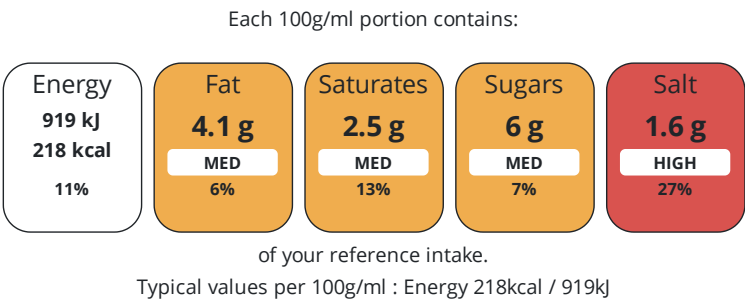 Each 100g/ml portion contains:
Energy
919 kJ
218 kcal
11%
Fat
4.1 g
MED
6%
Saturates
2.5 g
MED
13%
Sugars
6 g
MED
7%
Salt
1.6 g
HIGH
27%
of your reference intake.
Typical values per 100g/ml : Energy 218kcal / 919kJ